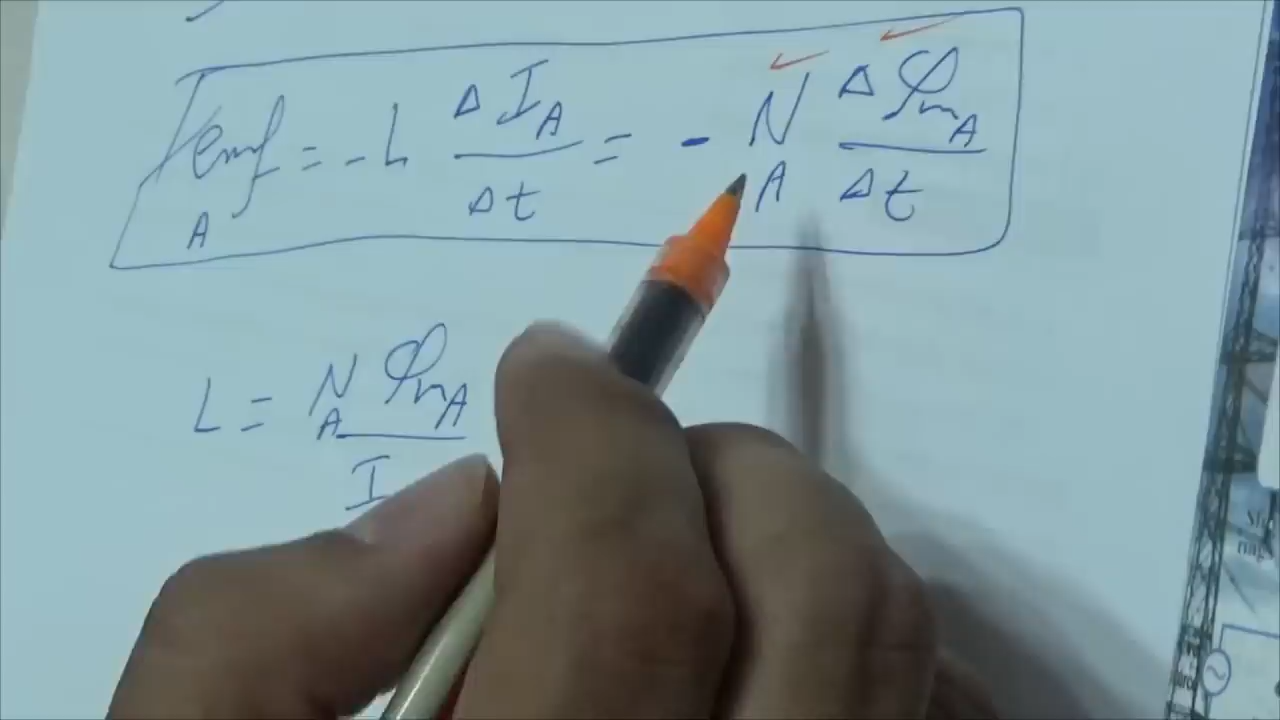 emf_A = - L ΔI_A / Δt = - N_A Δφm_A / Δt
L = N_A φm_A / I